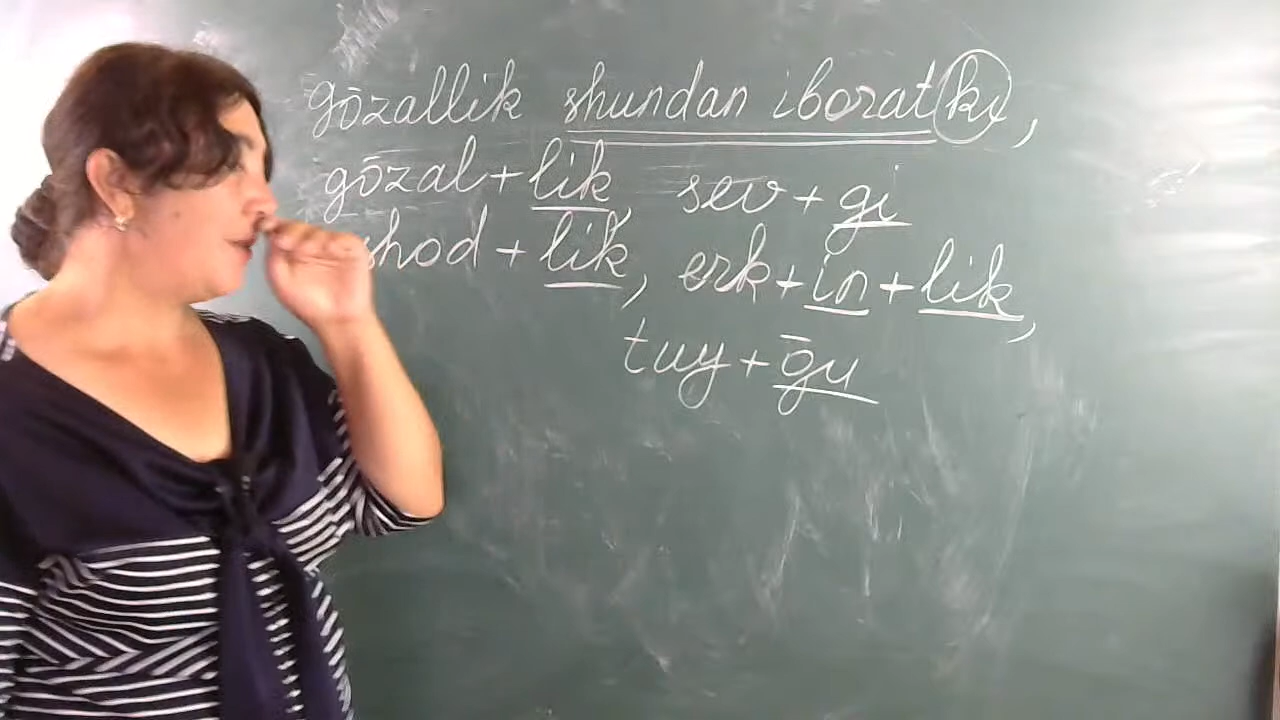 gōzallik shundan iboratki,
gōzal+lik, sev+gi
shod+lik, erk+in+lik,
tuy+ḡu